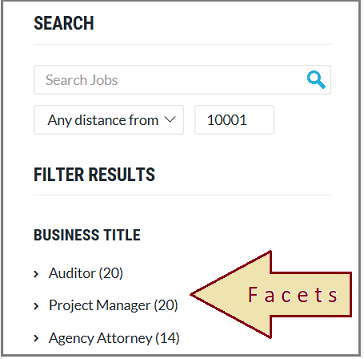 SEARCH
Search Jobs
Any distance from 10001
FILTER RESULTS
BUSINESS TITLE
Auditor (20)
Project Manager (20)
Facets
Agency Attorney (14)